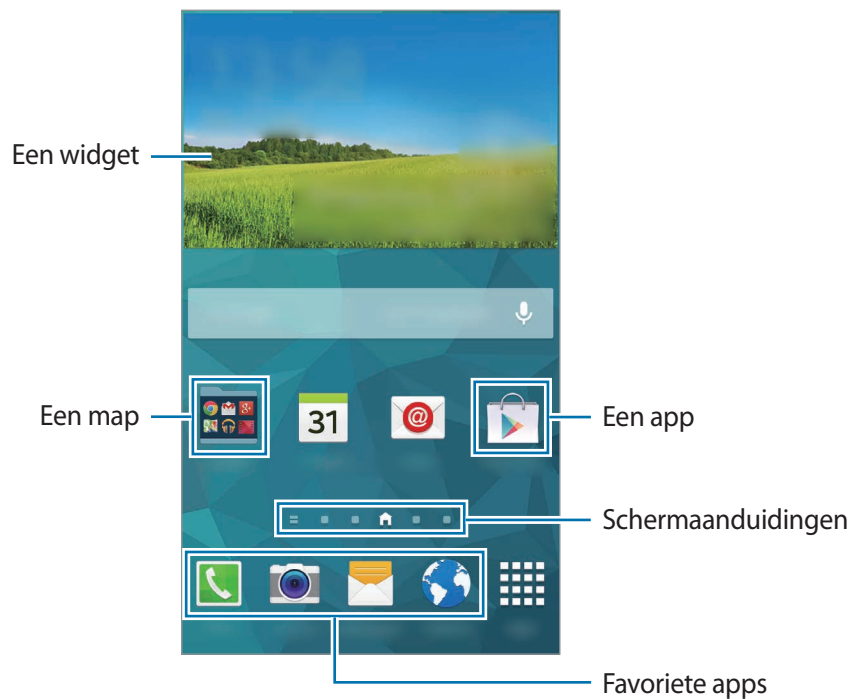 Een widget
Een map
31
@
Een app
Schermaanduidingen
Favoriete apps